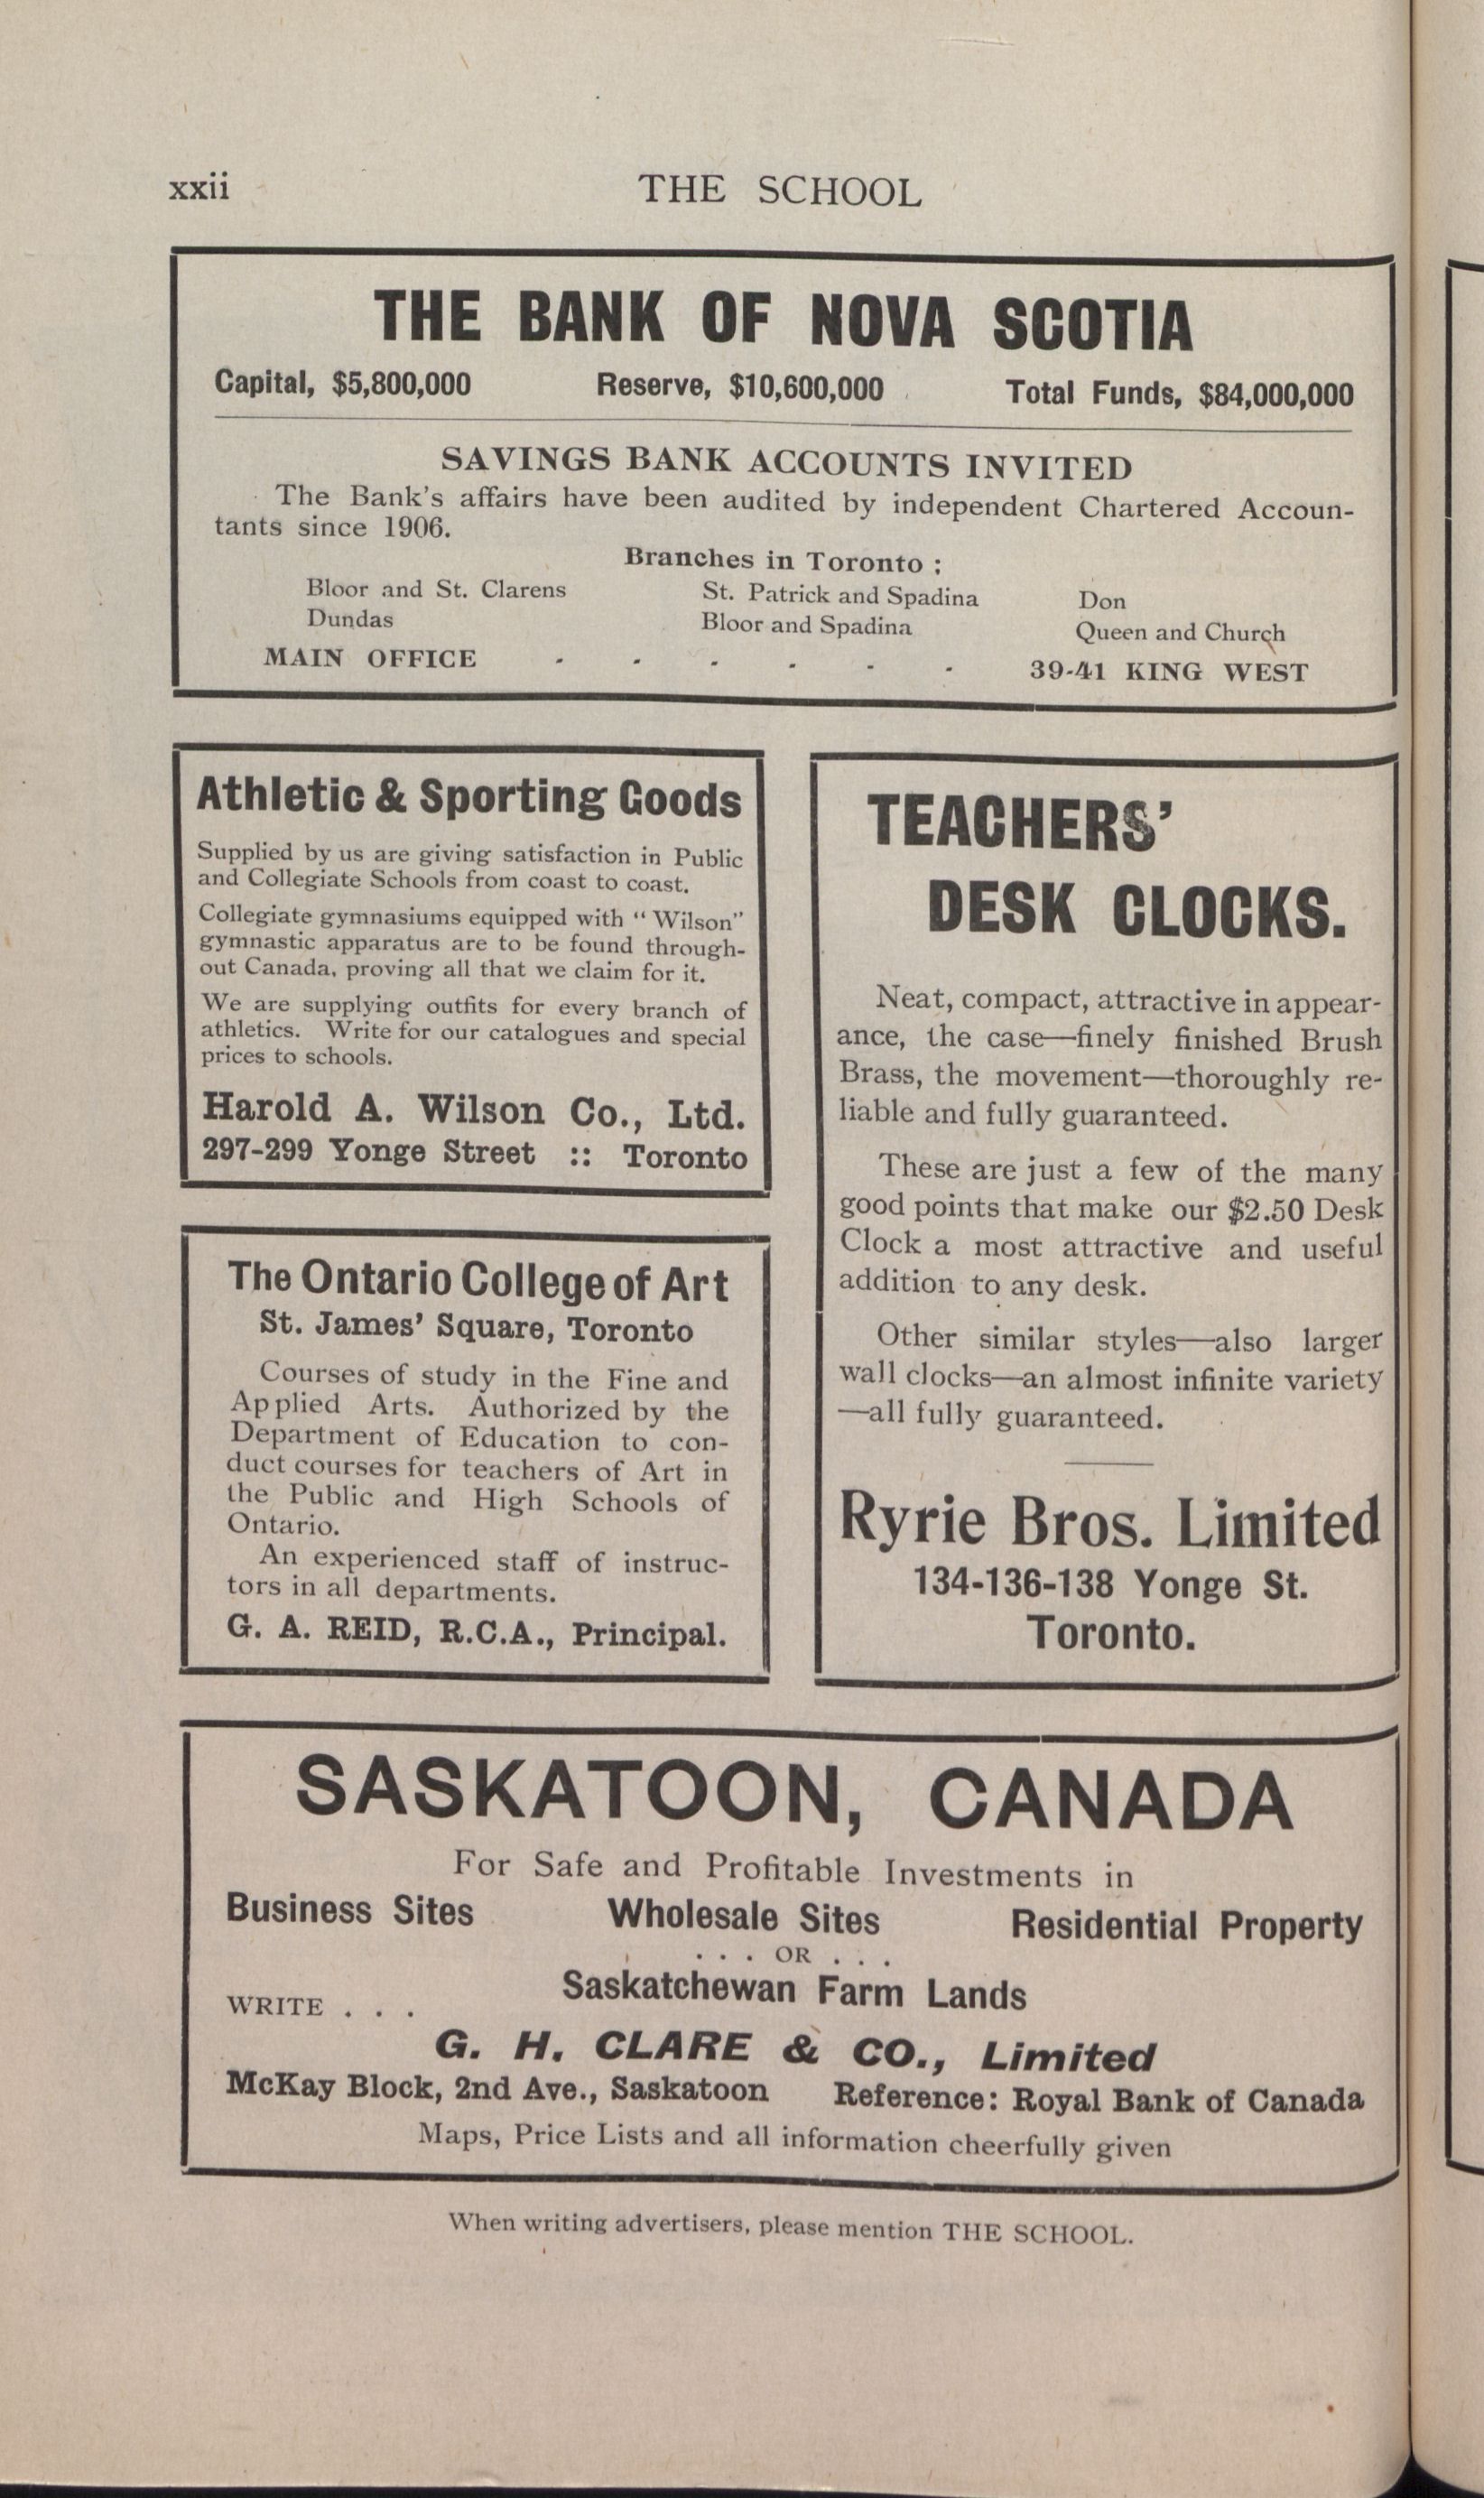 xxii
THE SCHOOL
THE BANK OF NOVA SCOTIA
Capital, $5,800,000 Reserve, $10,600,000 Total Funds, $84,000,000
SAVINGS BANK ACCOUNTS INVITED
The Bank's affairs have been audited by independent Chartered Accoun-
tants since 1906.
Branches in Toronto :
Bloor and St. Clarens St. Patrick and Spadina Don
Dundas Bloor and Spadina Queen and Church
MAIN OFFICE - - - - - - 39-41 KING WEST
Athletic & Sporting Goods
Supplied by us are giving satisfaction in Public
and Collegiate Schools from coast to coast.
Collegiate gymnasiums equipped with "Wilson"
gymnastic apparatus are to be found through-
out Canada, proving all that we claim for it.
We are supplying outfits for every branch of
athletics. Write for our catalogues and special
prices to schools.
Harold A. Wilson Co., Ltd.
297-299 Yonge Street :: Toronto
The Ontario College of Art
St. James' Square, Toronto
Courses of study in the Fine and
Applied Arts. Authorized by the
Department of Education to con-
duct courses for teachers of Art in
the Public and High Schools of
Ontario.
An experienced staff of instruc-
tors in all departments.
G. A. REID, R.C.A., Principal.
TEACHERS'
DESK CLOCKS.
Neat, compact, attractive in appear-
ance, the case—finely finished Brush
Brass, the movement—thoroughly re-
liable and fully guaranteed.
These are just a few of the many
good points that make our $2.50 Desk
Clock a most attractive and useful
addition to any desk.
Other similar styles—also larger
wall clocks—an almost infinite variety
—all fully guaranteed.
Ryrie Bros. Limited
134-136-138 Yonge St.
Toronto.
SASKATOON, CANADA
For Safe and Profitable Investments in
Business Sites Wholesale Sites Residential Property
. . . OR . . .
Saskatchewan Farm Lands
WRITE . . .
G. H. CLARE & CO., Limited
McKay Block, 2nd Ave., Saskatoon Reference: Royal Bank of Canada
Maps, Price Lists and all information cheerfully given
When writing advertisers, please mention THE SCHOOL.